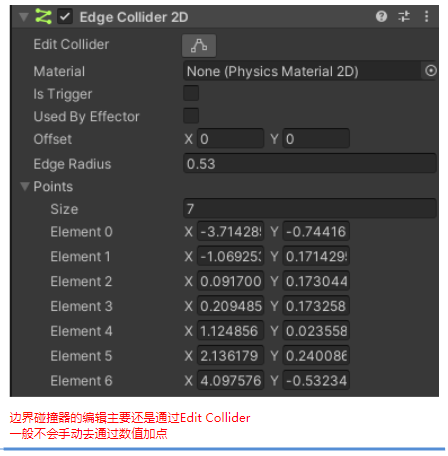 Edge Collider 2D
Edit Collider
Material None (Physics Material 2D)
Is Trigger
Used By Effector
Offset X 0 Y 0
Edge Radius 0.53
Points
Size 7
Element 0 X -3.71428 Y -0.74416
Element 1 X -1.06925 Y 0.171429
Element 2 X 0.091700 Y 0.173044
Element 3 X 0.209485 Y 0.173258
Element 4 X 1.124856 Y 0.023558
Element 5 X 2.136179 Y 0.240086
Element 6 X 4.097576 Y -0.53234
边界碰撞器的编辑主要还是通过Edit Collider
一般不会手动去通过数值加点